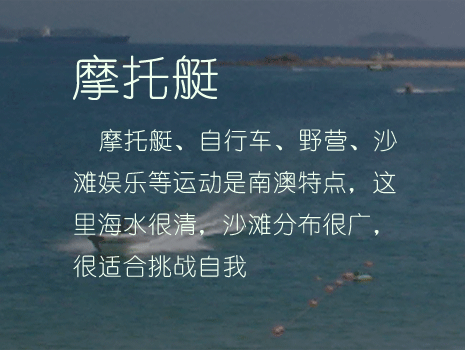 摩托艇
摩托艇、自行车、野营、沙
滩娱乐等运动是南澳特点，这
里海水很清，沙滩分布很广，
很适合挑战自我